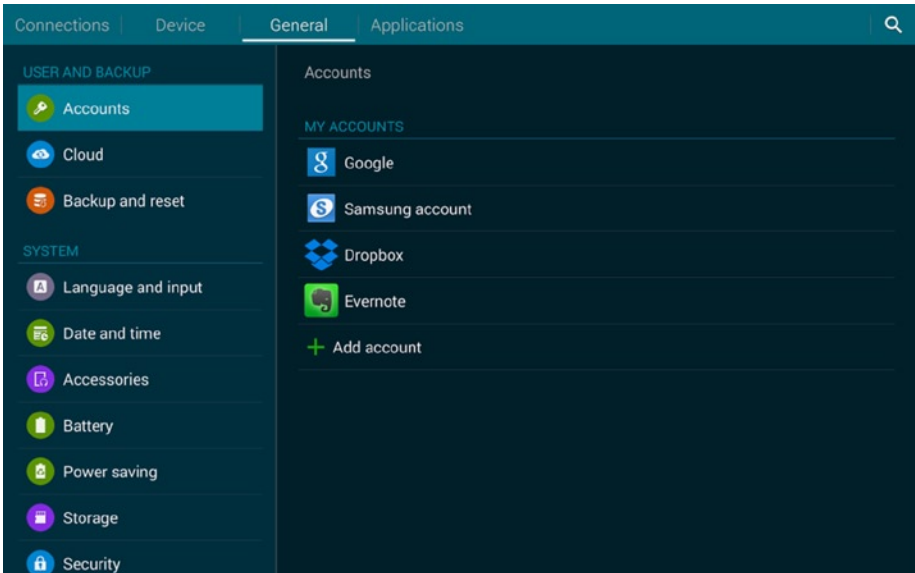 Connections
Device
General
Applications
USER AND BACKUP
Accounts
Cloud
Backup and reset
SYSTEM
Language and input
Date and time
Accessories
Battery
Power saving
Storage
Security
Accounts
MY ACCOUNTS
Google
Samsung account
Dropbox
Evernote
Add account